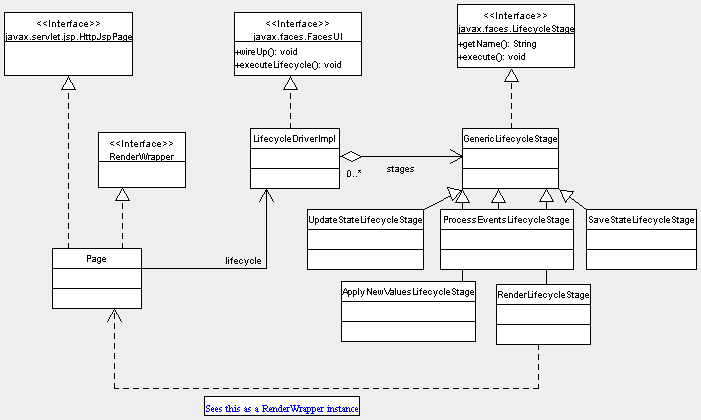 <<Interface>>
javax.servlet.jsp.HttpJspPage
<<Interface>>
javax.faces.FacesUI
+wireUp(): void
+executeLifecycle(): void
<<Interface>>
javax.faces.LifecycleStage
+getName(): String
+execute(): void
<<Interface>>
RenderWrapper
LifecycleDriverImpl
GenericLifecycleStage
0..*
stages
UpdateStateLifecycleStage
ProcessEventsLifecycleStage
SaveStateLifecycleStage
Page
lifecycle
ApplyNewValuesLifecycleStage
RenderLifecycleStage
Sees this as a RenderWrapper instance